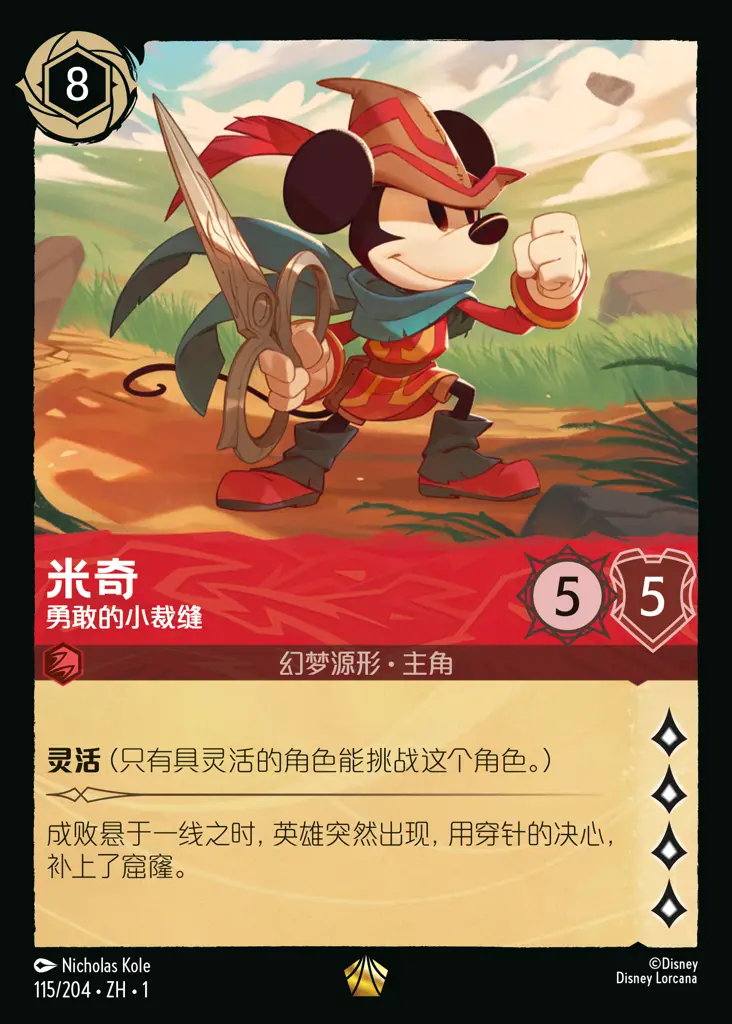 8
米奇
勇敢的小裁缝
5
5
幻梦源形 • 主角
灵活（只有具灵活的角色能挑战这个角色。）
成败悬于一线之时, 英雄突然出现, 用穿针的决心,
补上了窟窿。
Nicholas Kole
115/204 • ZH • 1
©Disney
Disney Lorcana